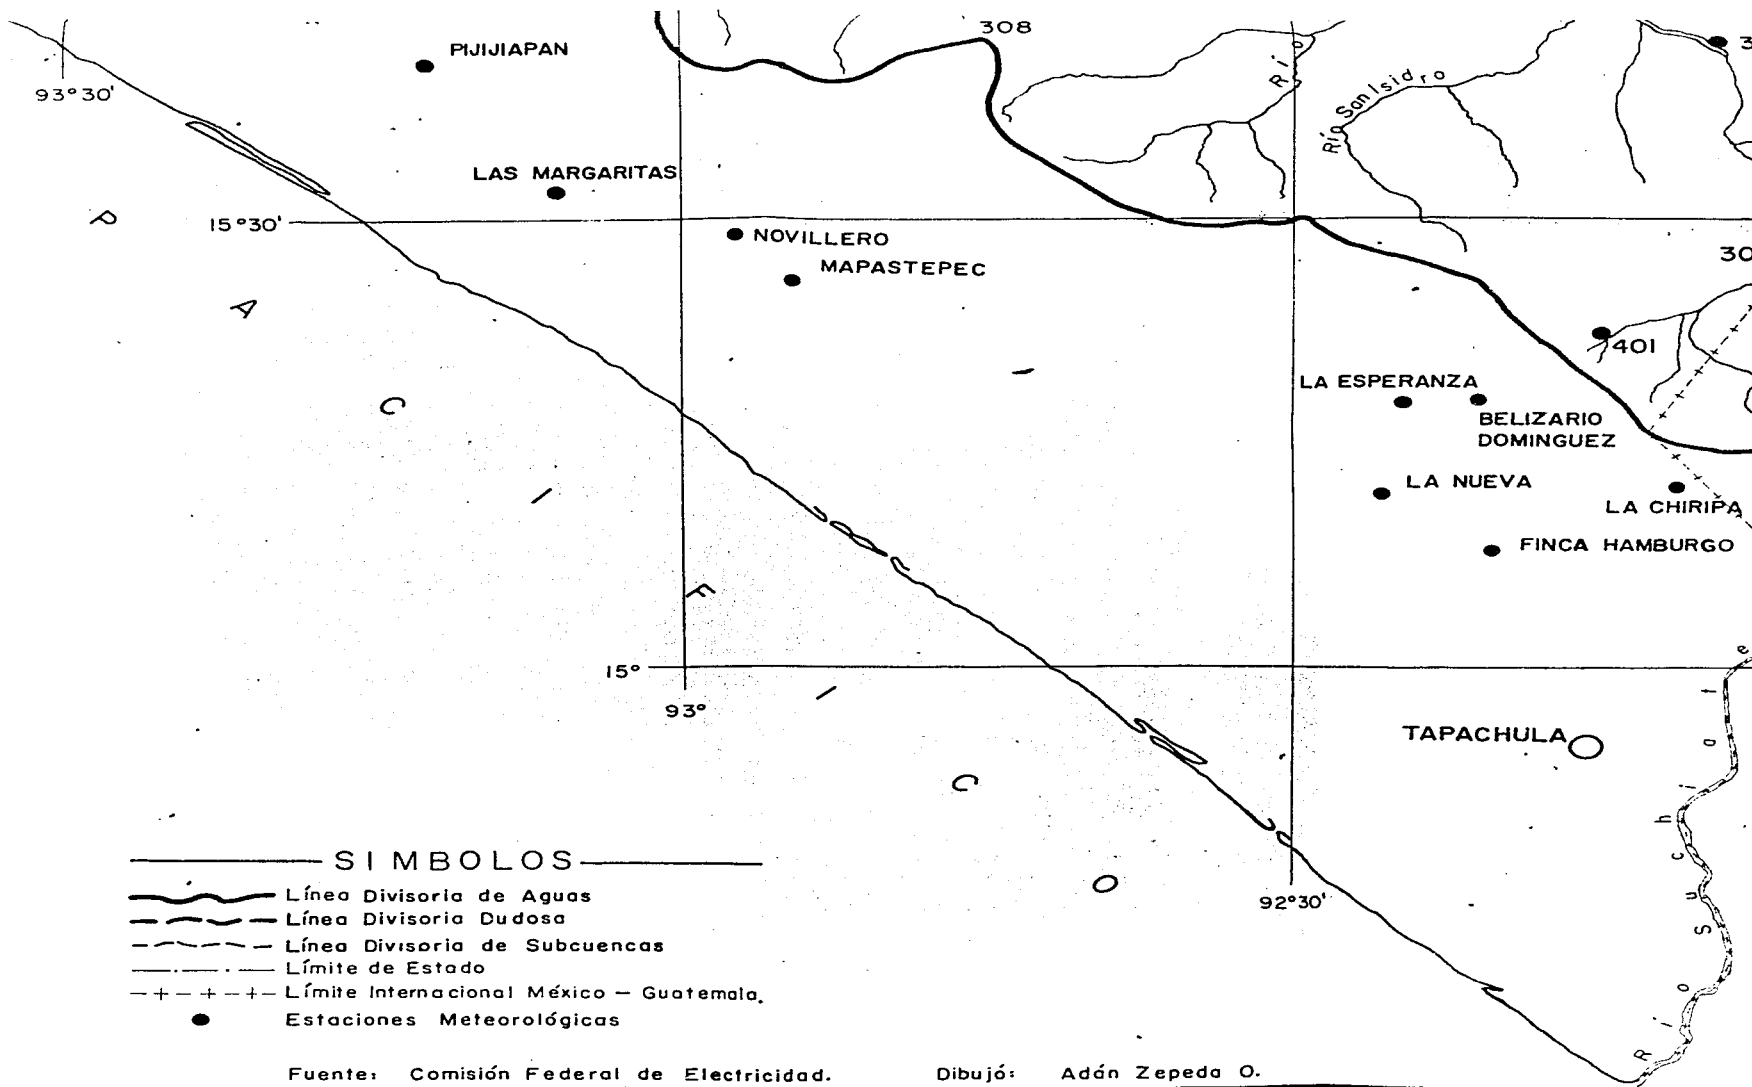 308
PIJIJIAPAN
3
93°30'
Río
Río San Isidro
LAS MARGARITAS
15°30'
NOVILLERO
MAPASTEPEC
30
401
LA ESPERANZA
BELIZARIO
DOMINGUEZ
LA NUEVA
LA CHIRIPA
FINCA HAMBURGO
PACIFICO
15°
93°
TAPACHULA
92°30'
Río Suchiate
SIMBOLOS
Línea Divisoria de Aguas
Línea Divisoria Dudosa
Línea Divisoria de Subcuencas
Límite de Estado
Límite Internacional México – Guatemala.
Estaciones Meteorológicas
Fuente: Comisión Federal de Electricidad. Dibujó: Adán Zepeda O.